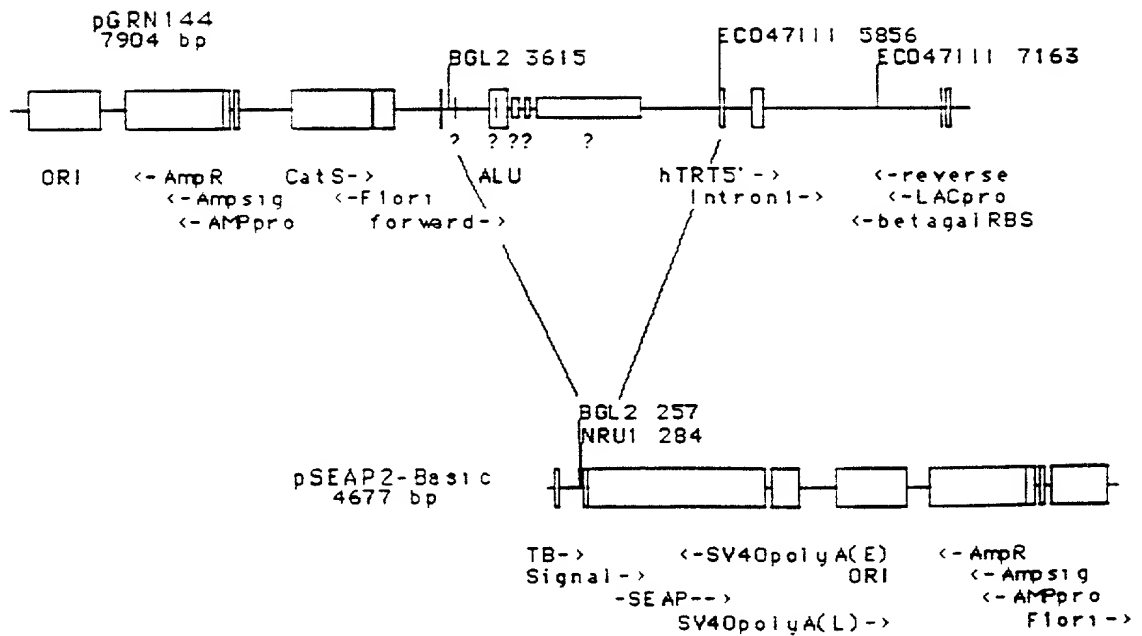 pGRN144
7904 bp
BGL2 3615
ECO47III 5856
ECO47III 7163
? ? ?? ?
ORI <-AmpR CatS-> ALU hTRT5'-> <-reverse
<-Ampsig <-F1ori Intron1-> <-LACpro
<-AMPpro forward-> <-betagalRBS
BGL2 257
NRU1 284
pSEAP2-Basic
4677 bp
TB-> <-SV40polyA(E) <-AmpR
Signal-> ORI <-Ampsig
-SEAP--> <-AMPpro
SV40polyA(L)-> F1ori->